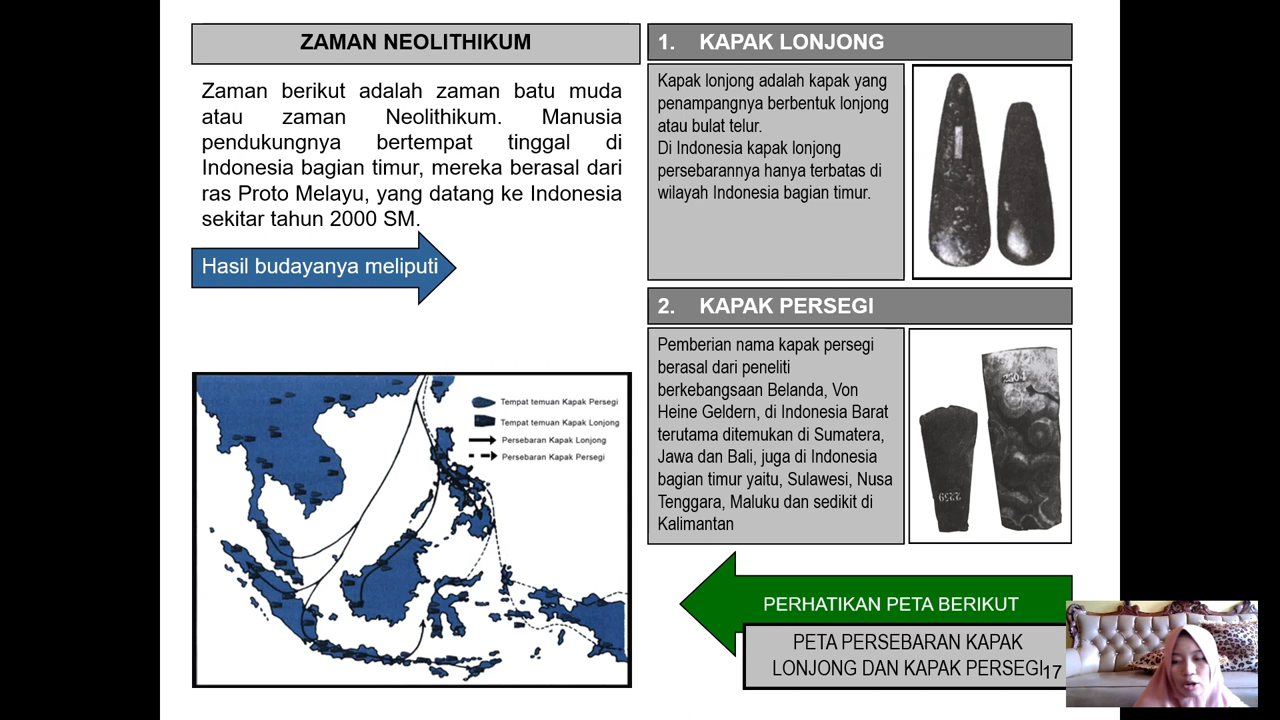 ZAMAN NEOLITHIKUM
Zaman berikut adalah zaman batu muda
atau zaman Neolithikum. Manusia
pendukungnya bertempat tinggal di
Indonesia bagian timur, mereka berasal dari
ras Proto Melayu, yang datang ke Indonesia
sekitar tahun 2000 SM.
Hasil budayanya meliputi
Tempat temuan Kapak Persegi
Tempat temuan Kapak Lonjong
Persebaran Kapak Lonjong
Persebaran Kapak Persegi
1. KAPAK LONJONG
Kapak lonjong adalah kapak yang
penampangnya berbentuk lonjong
atau bulat telur.
Di Indonesia kapak lonjong
persebarannya hanya terbatas di
wilayah Indonesia bagian timur.
2. KAPAK PERSEGI
Pemberian nama kapak persegi
berasal dari peneliti
berkebangsaan Belanda, Von
Heine Geldern, di Indonesia Barat
terutama ditemukan di Sumatera,
Jawa dan Bali, juga di Indonesia
bagian timur yaitu, Sulawesi, Nusa
Tenggara, Maluku dan sedikit di
Kalimantan
PERHATIKAN PETA BERIKUT
PETA PERSEBARAN KAPAK
LONJONG DAN KAPAK PERSEGI
17